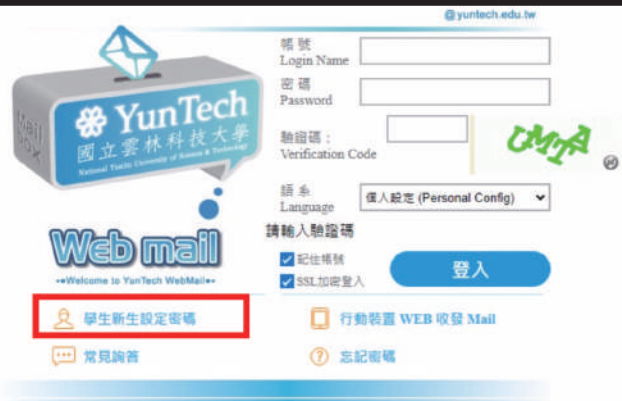 @yuntech.edu.tw
帳 號
Login Name
密 碼
Password
驗證碼：
Verification Code
UMTA
語 系
Language
個人設定 (Personal Config)
請輸入驗證碼
記住帳號
SSL加密登入
登入
Mail
Box
YunTech
國立雲林科技大學
National Yunlin University of Science & Technology
Web mail
Welcome to YunTech WebMail
學生新生設定密碼
行動裝置 WEB 收發 Mail
常見詢答
忘記密碼